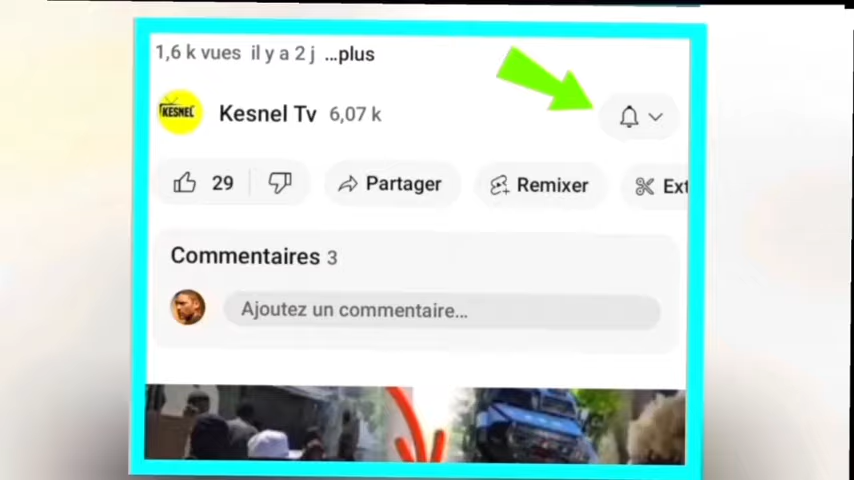 1,6 k vues il y a 2 j ...plus
KESNEL
Kesnel Tv 6,07 k
29 Partager Remixer Ext
Commentaires 3
Ajoutez un commentaire...